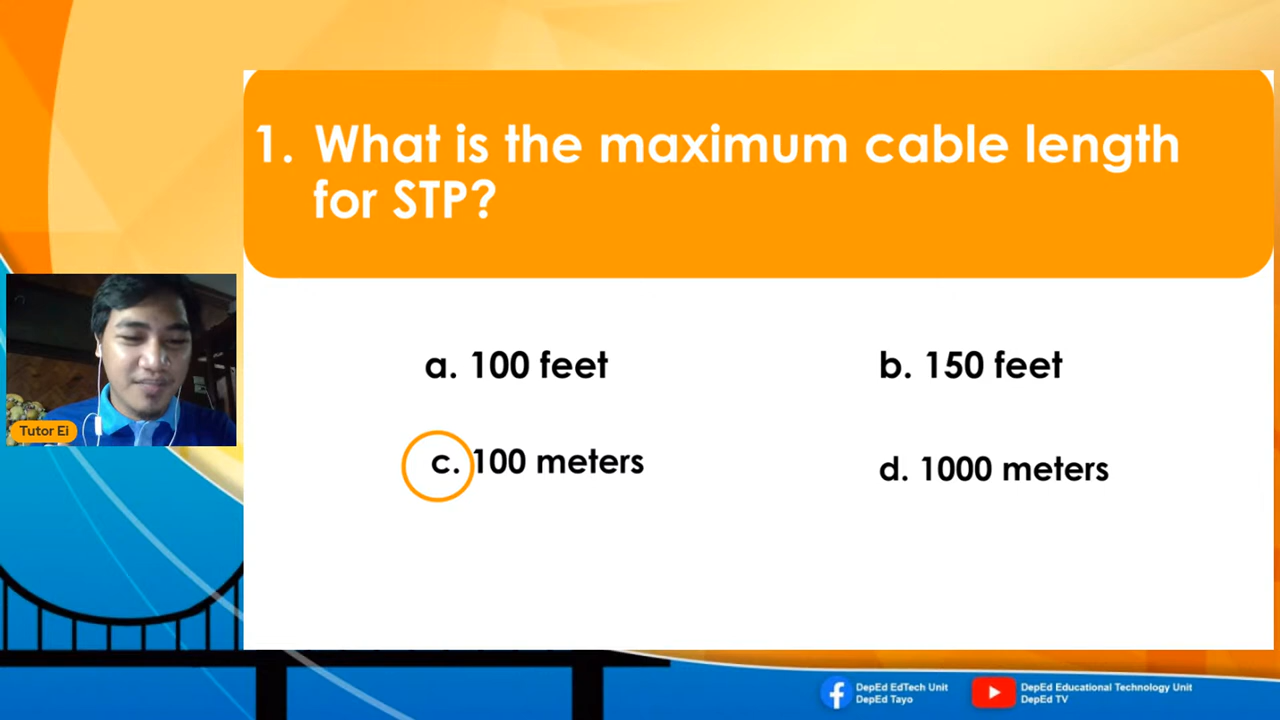 1. What is the maximum cable length
for STP?
a. 100 feet
b. 150 feet
c. 100 meters
d. 1000 meters
Tutor Ei
DepEd EdTech Unit
DepEd Tayo
DepEd Educational Technology Unit
DepEd TV